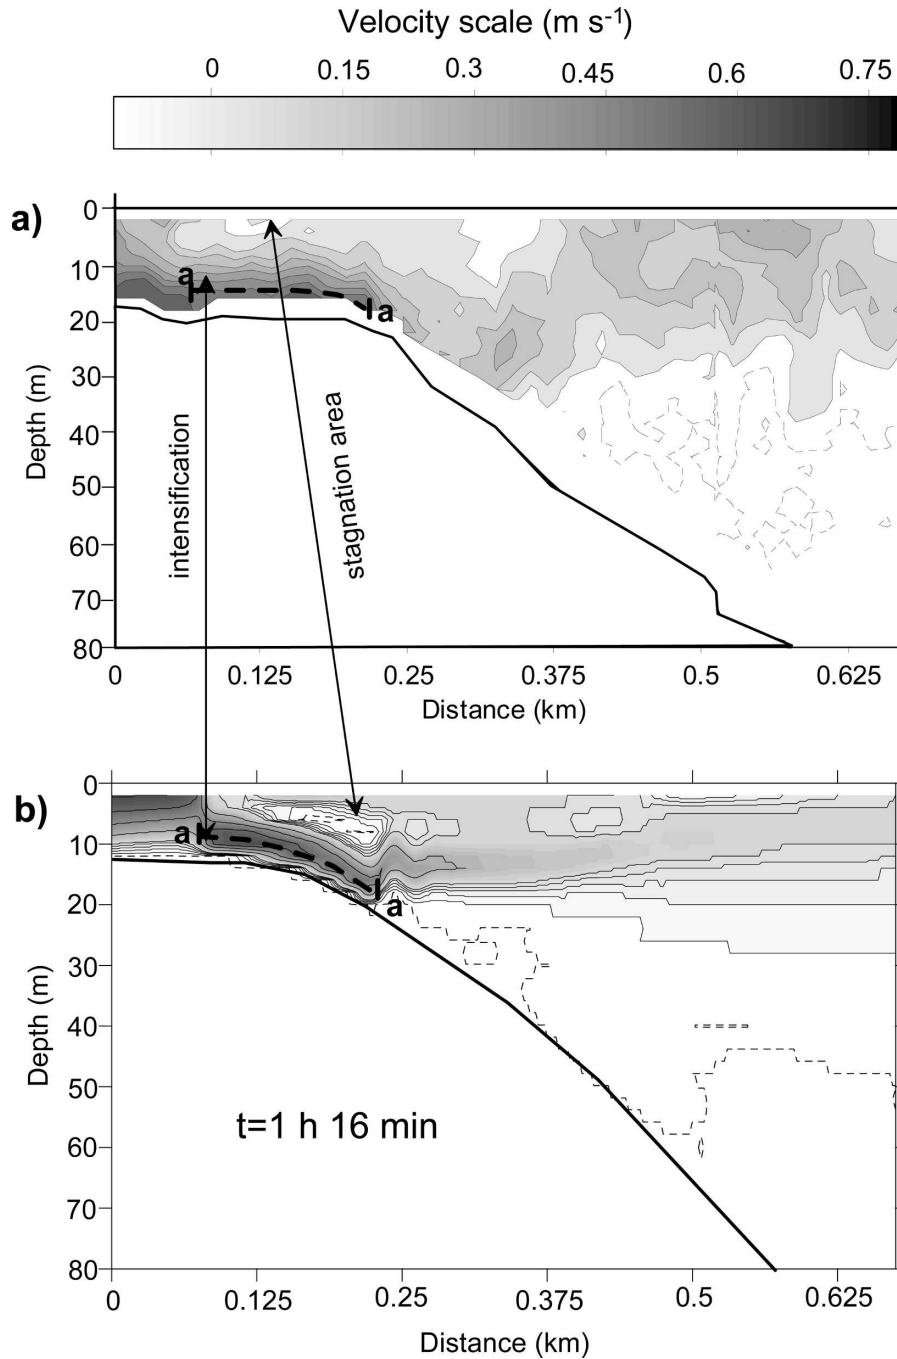 Velocity scale (m s-1)
0 0.15 0.3 0.45 0.6 0.75
a)
0
10
20
30
40
50
60
70
80
Depth (m)
a
a
intensification
stagnation area
0 0.125 0.25 0.375 0.5 0.625
Distance (km)
b)
0
10
20
30
40
50
60
70
80
Depth (m)
a
a
t=1 h 16 min
0 0.125 0.25 0.375 0.5 0.625
Distance (km)